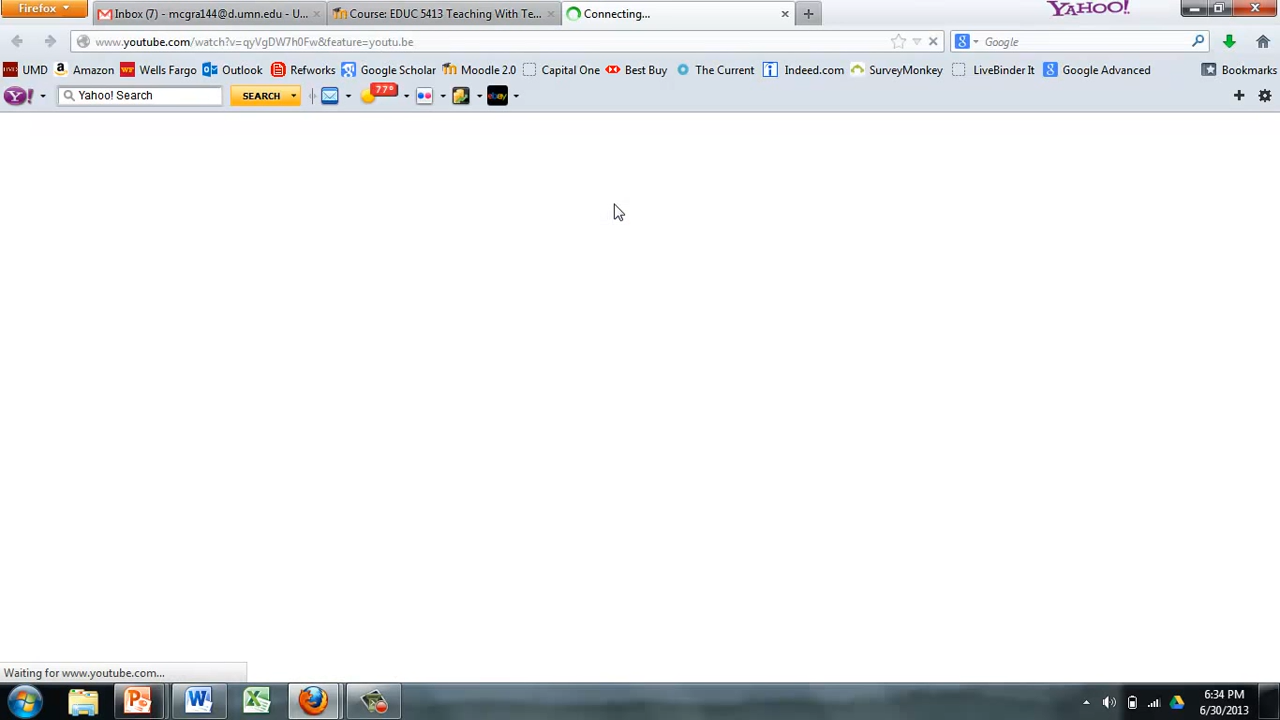 Firefox
Inbox (7) - mcgra144@d.umn.edu - U...
Course: EDUC 5413 Teaching With Te...
Connecting...
YAHOO!
www.youtube.com/watch?v=qyVgDW7h0Fw&feature=youtu.be
Google
UMD Amazon Wells Fargo Outlook Refworks Google Scholar Moodle 2.0 Capital One Best Buy The Current Indeed.com SurveyMonkey LiveBinder It Google Advanced Bookmarks
Y! Yahoo! Search SEARCH 77° ebay
Waiting for www.youtube.com...
6:34 PM
6/30/2013